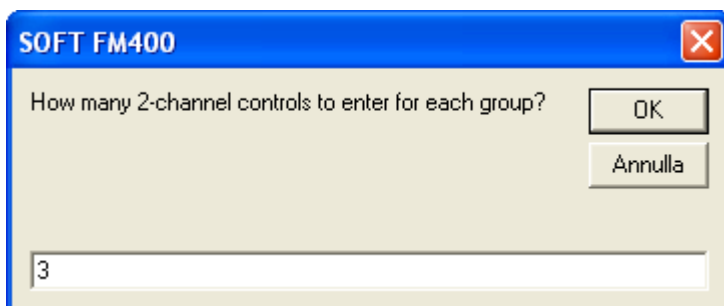 SOFT FM400
How many 2-channel controls to enter for each group?
OK
Annulla
3